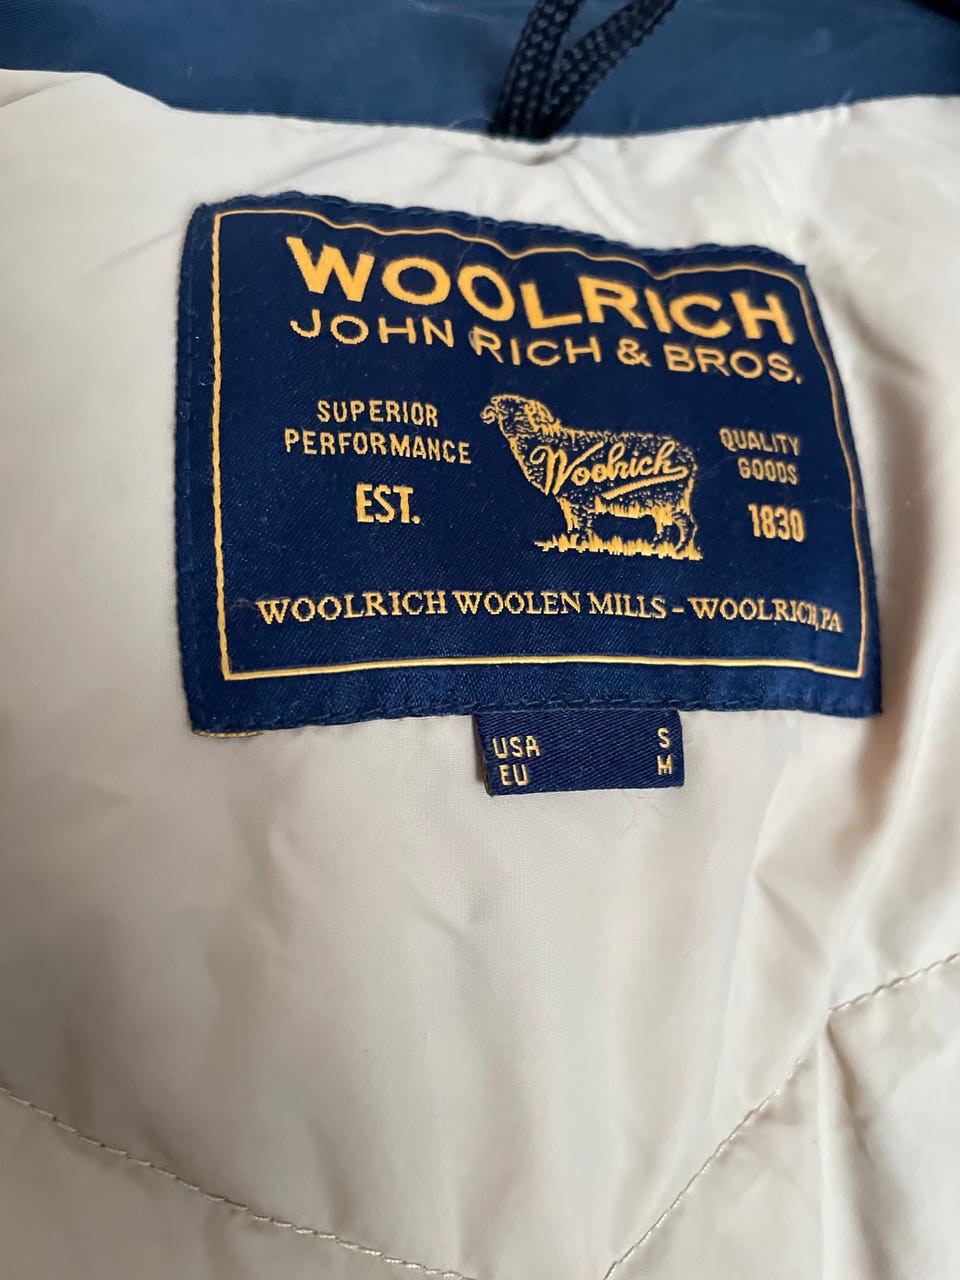 WOOLRICH
JOHN RICH & BROS.
SUPERIOR
PERFORMANCE
EST.
Woolrich
QUALITY
GOODS
1830
WOOLRICH WOOLEN MILLS - WOOLRICH, PA
USA S
EU M